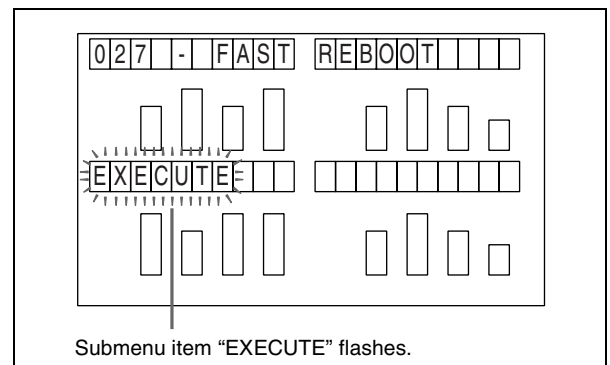 027 - FAST REBOOT
EXECUTE
Submenu item “EXECUTE” flashes.